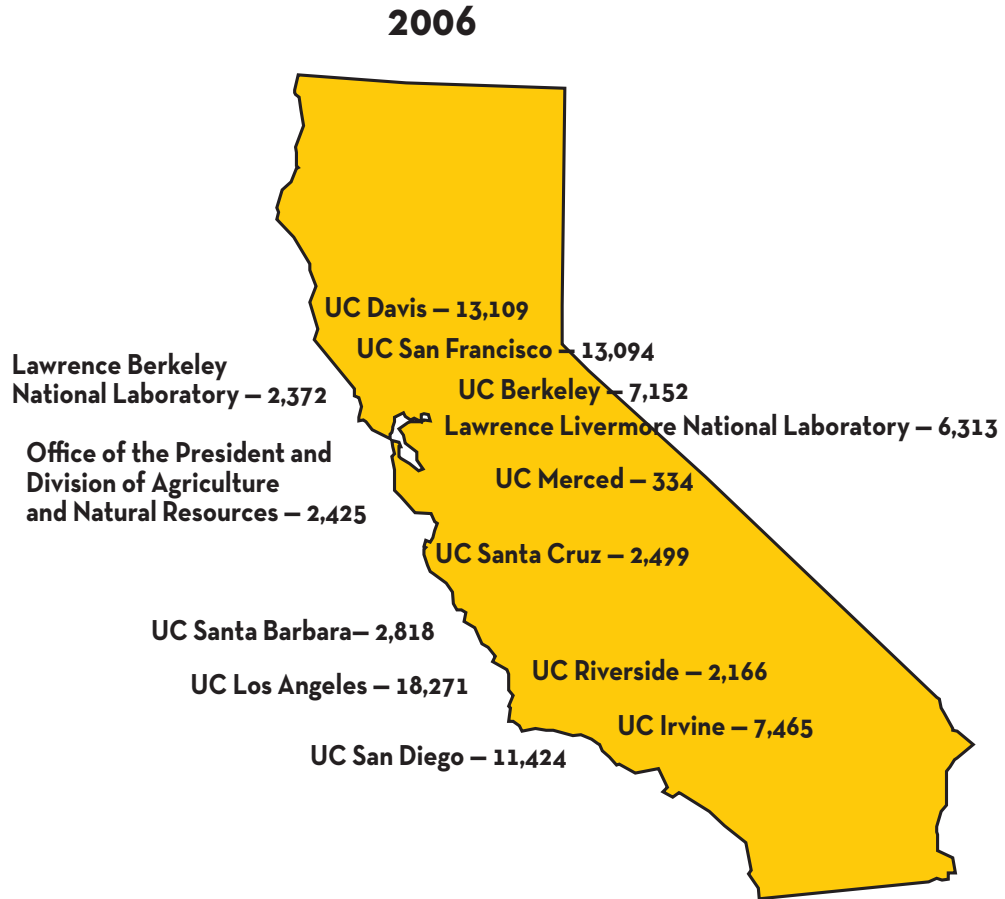 2006
UC Davis – 13,109
UC San Francisco – 13,094
Lawrence Berkeley
National Laboratory – 2,372
UC Berkeley – 7,152
Lawrence Livermore National Laboratory – 6,313
Office of the President and
Division of Agriculture
and Natural Resources – 2,425
UC Merced – 334
UC Santa Cruz – 2,499
UC Santa Barbara– 2,818
UC Riverside – 2,166
UC Los Angeles – 18,271
UC Irvine – 7,465
UC San Diego – 11,424